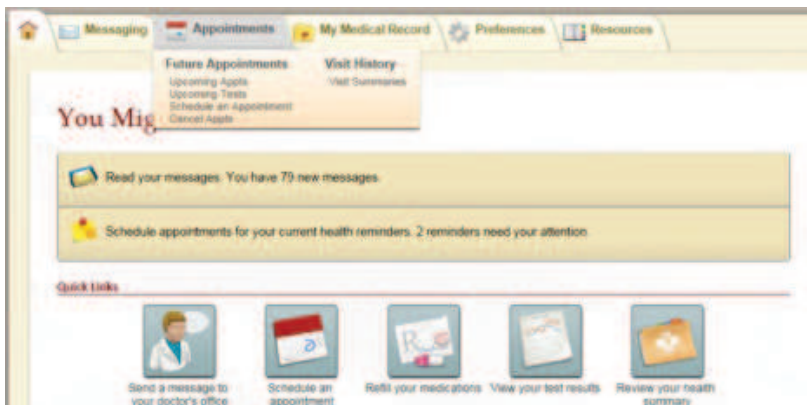 Messaging Appointments My Medical Record Preferences Resources
Future Appointments Visit History
Upcoming Appts Visit Summaries
Upcoming Tests
Schedule an Appointment
Cancel Appts
You Mig
Read your messages. You have 79 new messages.
Schedule appointments for your current health reminders. 2 reminders need your attention.
Quick Links
Send a message to your doctor's office
Schedule an appointment
Refill your medications
View your test results
Review your health summary